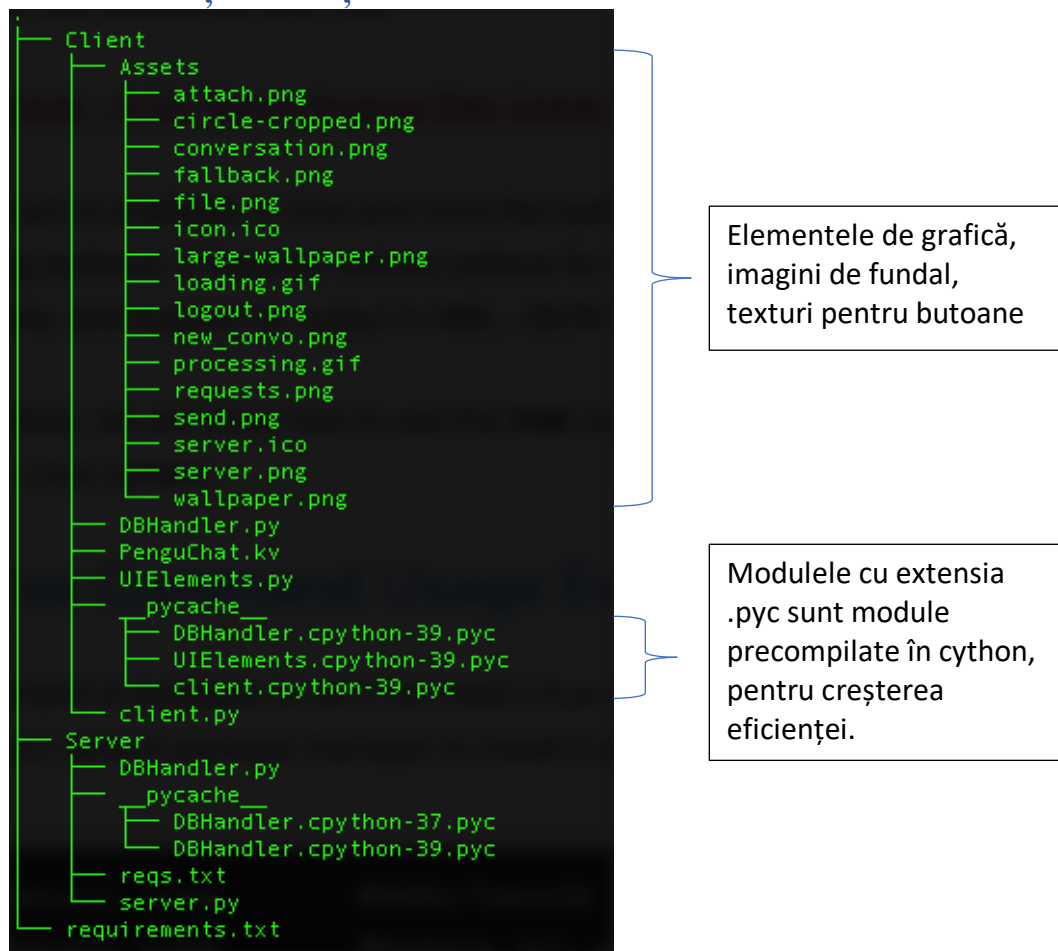 .
├── Client
│   ├── Assets
│   │   ├── attach.png
│   │   ├── circle-cropped.png
│   │   ├── conversation.png
│   │   ├── fallback.png
│   │   ├── file.png
│   │   ├── icon.ico
│   │   ├── large-wallpaper.png
│   │   ├── loading.gif
│   │   ├── logout.png
│   │   ├── new_convo.png
│   │   ├── processing.gif
│   │   ├── requests.png
│   │   ├── send.png
│   │   ├── server.ico
│   │   ├── server.png
│   │   └── wallpaper.png
│   ├── DBHandler.py
│   ├── PenguChat.kv
│   ├── UIElements.py
│   ├── __pycache__
│   │   ├── DBHandler.cpython-39.pyc
│   │   ├── UIElements.cpython-39.pyc
│   │   └── client.cpython-39.pyc
│   └── client.py
├── Server
│   ├── DBHandler.py
│   ├── __pycache__
│   │   ├── DBHandler.cpython-37.pyc
│   │   └── DBHandler.cpython-39.pyc
│   ├── reqs.txt
│   └── server.py
└── requirements.txt
Elementele de grafică,
imagini de fundal,
texturi pentru butoane
Modulele cu extensia
.pyc sunt module
precompilate în cython,
pentru creșterea
eficienței.